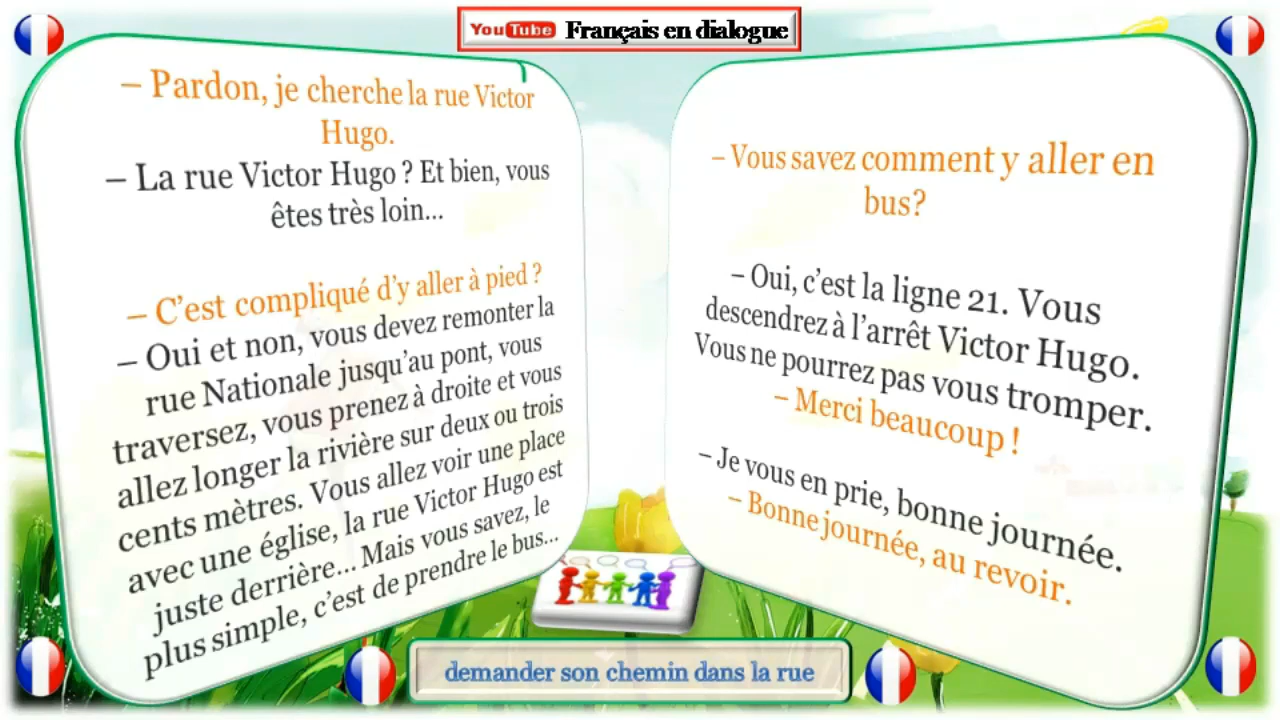 YouTube Français en dialogue
– Pardon, je cherche la rue Victor
Hugo.
– La rue Victor Hugo ? Et bien, vous
êtes très loin…
– C’est compliqué d’y aller à pied ?
– Oui et non, vous devez remonter la
rue Nationale jusqu’au pont, vous
traversez, vous prenez à droite et vous
allez longer la rivière sur deux ou trois
cents mètres. Vous allez voir une place
avec une église, la rue Victor Hugo est
juste derrière… Mais vous savez, le
plus simple, c’est de prendre le bus…
– Vous savez comment y aller en
bus?
– Oui, c’est la ligne 21. Vous
descendrez à l’arrêt Victor Hugo.
Vous ne pourrez pas vous tromper.
– Merci beaucoup !
– Je vous en prie, bonne journée.
– Bonne journée, au revoir.
demander son chemin dans la rue